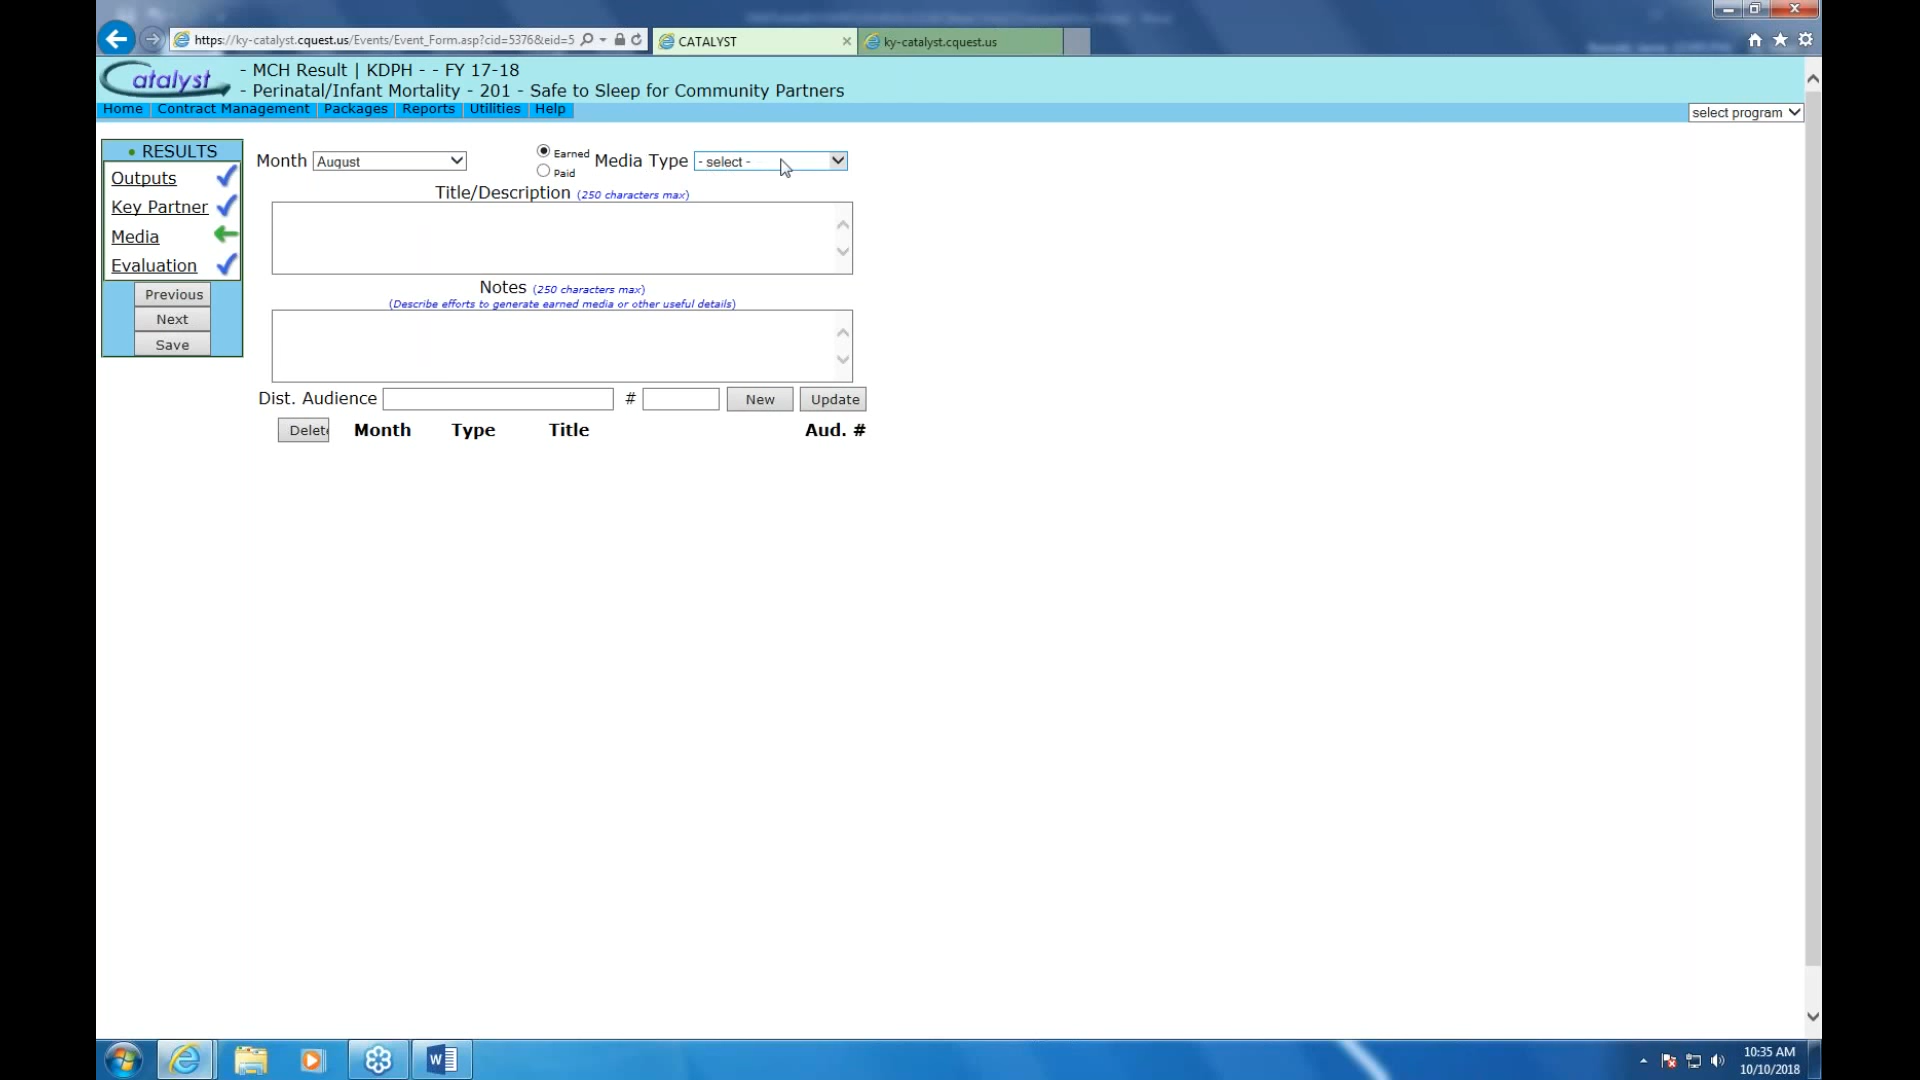 https://ky-catalyst.cquest.us/Events/Event_Form.asp?cid=5376&eid=5
CATALYST
ky-catalyst.cquest.us
Catalyst
- MCH Result | KDPH - - FY 17-18
- Perinatal/Infant Mortality - 201 - Safe to Sleep for Community Partners
Home Contract Management Packages Reports Utilities Help
select program
• RESULTS
Outputs
Key Partner
Media
Evaluation
Previous
Next
Save
Month August
Earned
Paid
Media Type - select -
Title/Description (250 characters max)
Notes (250 characters max)
(Describe efforts to generate earned media or other useful details)
Dist. Audience # New Update
Delete Month Type Title Aud. #
10:35 AM
10/10/2018